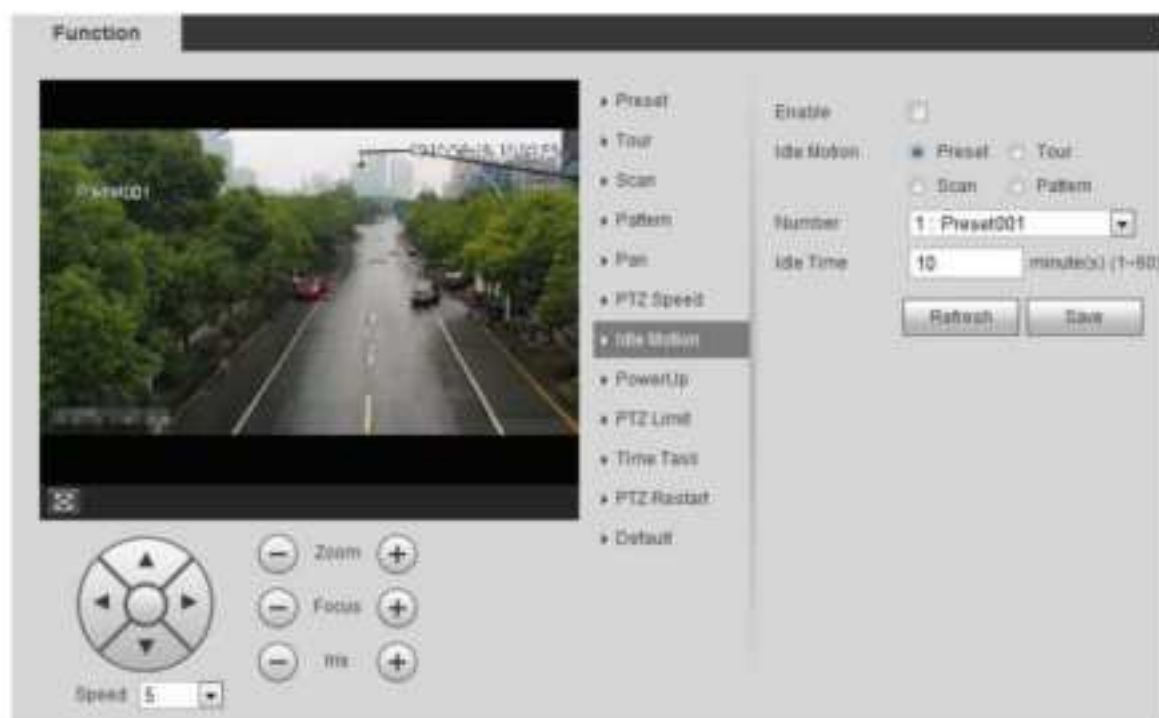 Function
Preset
Tour
Scan
Pattern
Pan
PTZ Speed
Idle Motion
PowerUp
PTZ Limit
Time Task
PTZ Restart
Default
Enable
Idle Motion Preset Tour
Scan Pattern
Number 1 : Preset001
Idle Time 10 minute(s) (1~60)
Refresh Save
Preset001
Zoom
Focus
Iris
Speed 5